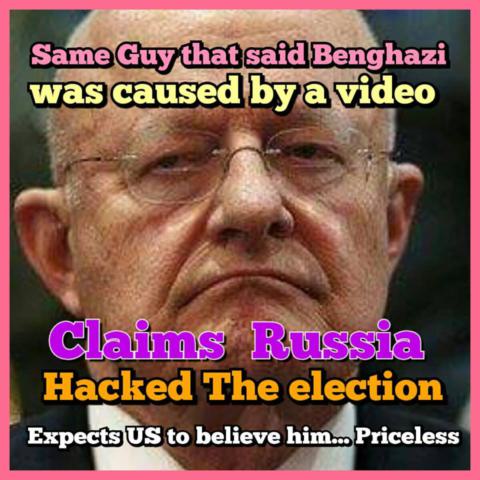 Same Guy that said Benghazi
was caused by a video
Claims Russia
Hacked The election
Expects US to believe him... Priceless